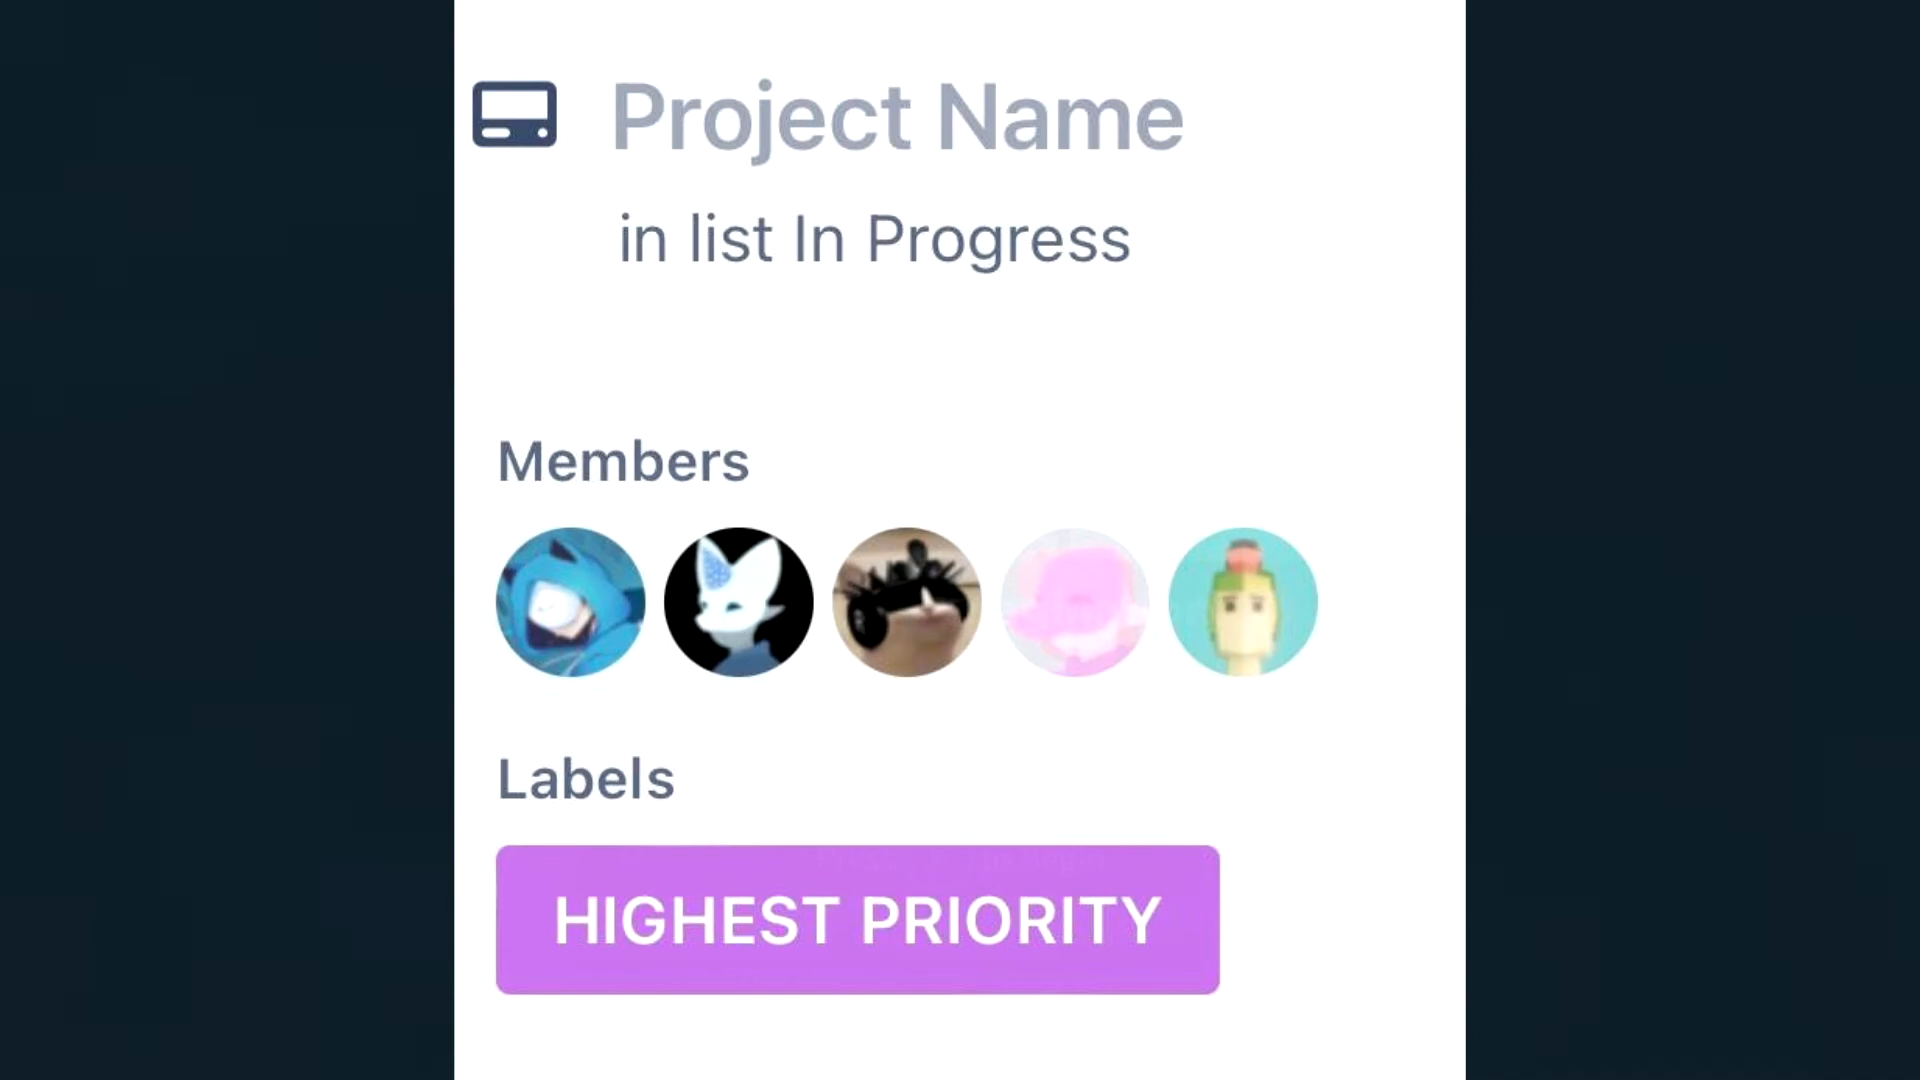 Project Name
in list In Progress
Members
Labels
HIGHEST PRIORITY